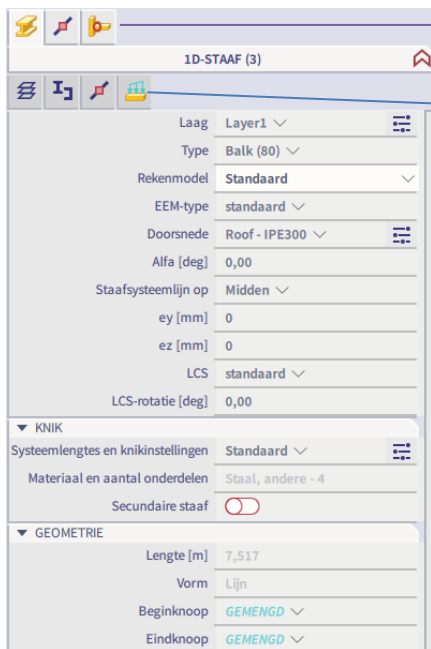 1D-STAAF (3)
Laag Layer1
Type Balk (80)
Rekenmodel Standaard
EEM-type standaard
Doorsnede Roof - IPE300
Alfa [deg] 0,00
Staafsysteemlijn op Midden
ey [mm] 0
ez [mm] 0
LCS standaard
LCS-rotatie [deg] 0,00
KNIK
Systeemlengtes en knikinstellingen Standaard
Materiaal en aantal onderdelen Staal, andere - 4
Secundaire staaf
GEOMETRIE
Lengte [m] 7,517
Vorm Lijn
Beginknoop GEMENGD
Eindknoop GEMENGD